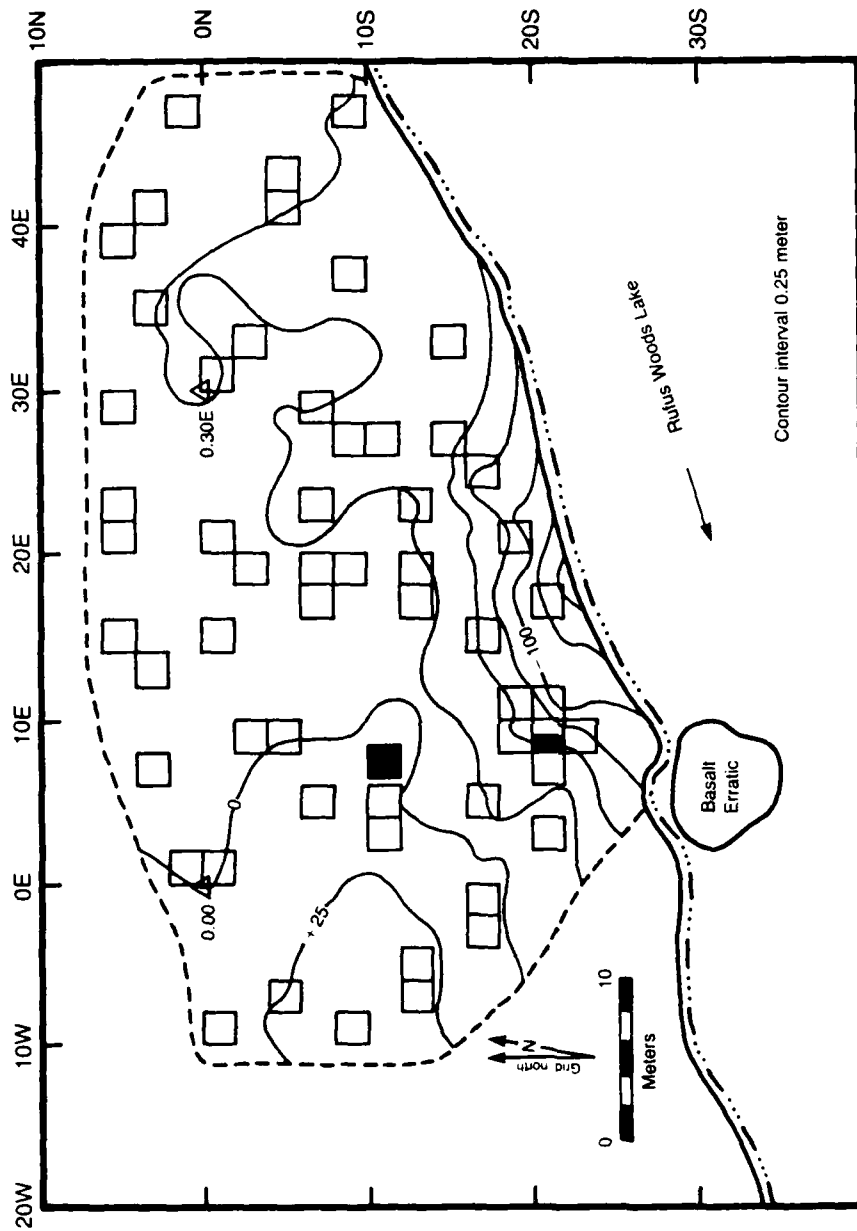 20W
10W
0E
10E
20E
30E
40E
10N
0N
10S
20S
30S
0.00
0
+ 25
0.30E
- 100
Grid north
N
0
10
Meters
Basalt
Erratic
Rufus Woods Lake
Contour interval 0.25 meter